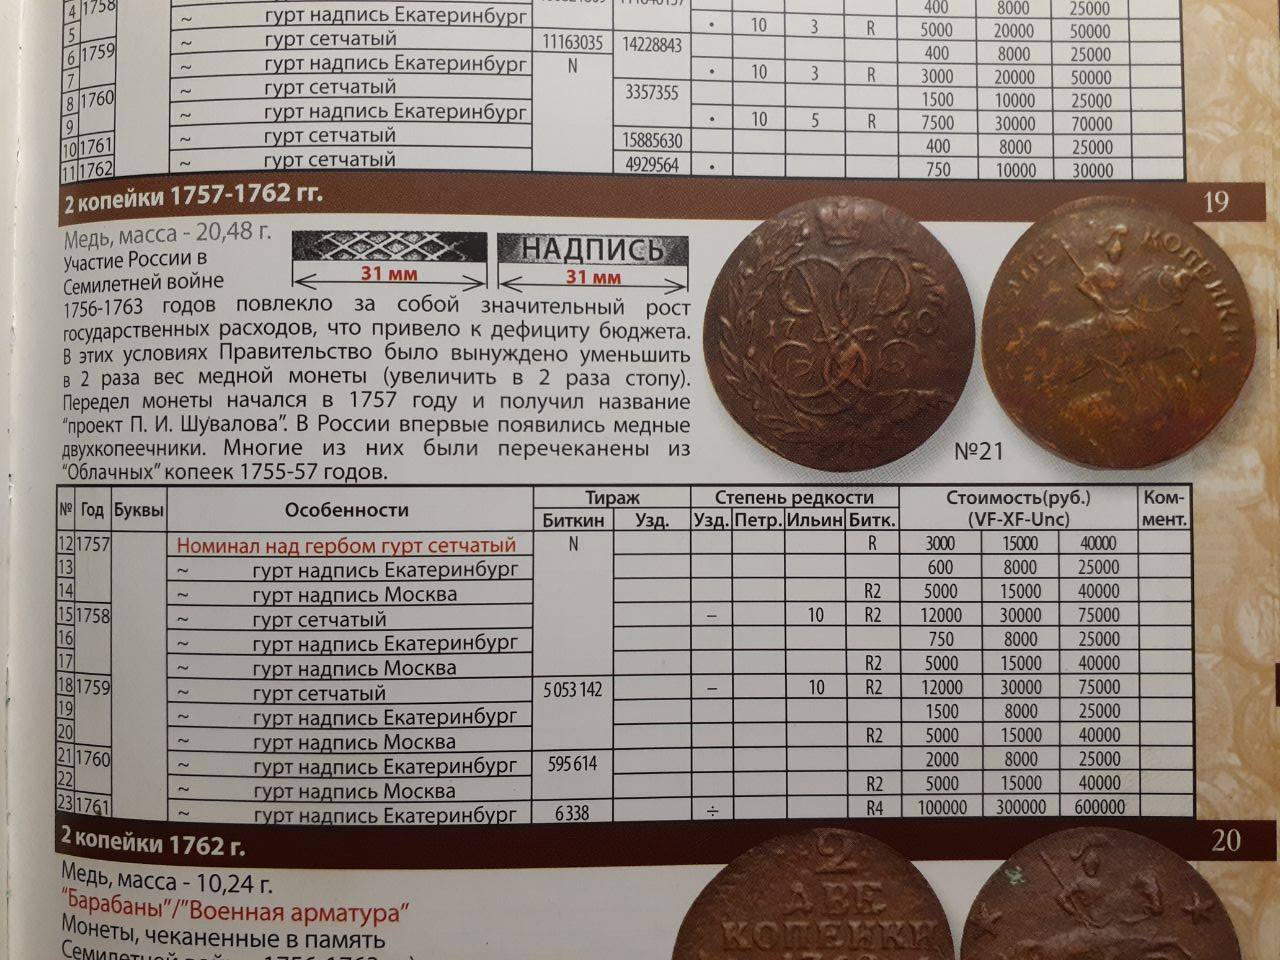 4 1758 400 8000 25000
~ гурт надпись Екатеринбург • 10 3 R 5000 20000 50000
5 ~ гурт сетчатый 11163035 14228843 400 8000 25000
6 1759 ~ гурт надпись Екатеринбург N • 10 3 R 3000 20000 50000
7 ~ гурт сетчатый 3357355 1500 10000 25000
8 1760 ~ гурт надпись Екатеринбург • 10 5 R 7500 30000 70000
9 ~ гурт сетчатый 15885630 400 8000 25000
10 1761 ~ гурт сетчатый 4929564 • 750 10000 30000
11 1762
2 копейки 1757-1762 гг. 19
Медь, масса - 20,48 г.
НАДПИСЬ
31 мм 31 мм
Участие России в
Семилетней войне
1756-1763 годов повлекло за собой значительный рост
государственных расходов, что привело к дефициту бюджета.
В этих условиях Правительство было вынуждено уменьшить
в 2 раза вес медной монеты (увеличить в 2 раза стопу).
Передел монеты начался в 1757 году и получил название
"проект П. И. Шувалова". В России впервые появились медные
двухкопеечники. Многие из них были перечеканены из
"Облачных" копеек 1755-57 годов.
1760
КОПЕИКИ
№21
№ Год Буквы Особенности Тираж Степень редкости Стоимость(руб.) Ком-
Биткин Узд. Узд. Петр. Ильин Битк. (VF-XF-Unc) мент.
12 1757 Номинал над гербом гурт сетчатый N R 3000 15000 40000
13 ~ гурт надпись Екатеринбург 600 8000 25000
14 ~ гурт надпись Москва R2 5000 15000 40000
15 1758 ~ гурт сетчатый – 10 R2 12000 30000 75000
16 ~ гурт надпись Екатеринбург 750 8000 25000
17 ~ гурт надпись Москва R2 5000 15000 40000
18 1759 ~ гурт сетчатый 5 053 142 – 10 R2 12000 30000 75000
19 ~ гурт надпись Екатеринбург 1500 8000 25000
20 ~ гурт надпись Москва R2 5000 15000 40000
21 1760 ~ гурт надпись Екатеринбург 595 614 2000 8000 25000
22 ~ гурт надпись Москва R2 5000 15000 40000
23 1761 ~ гурт надпись Екатеринбург 6 338 ÷ R4 100000 300000 600000
2 копейки 1762 г. 20
Медь, масса - 10,24 г.
"Барабаны"/"Военная арматура"
Монеты, чеканенные в память
2
ДВЕ
КОПЕИКИ